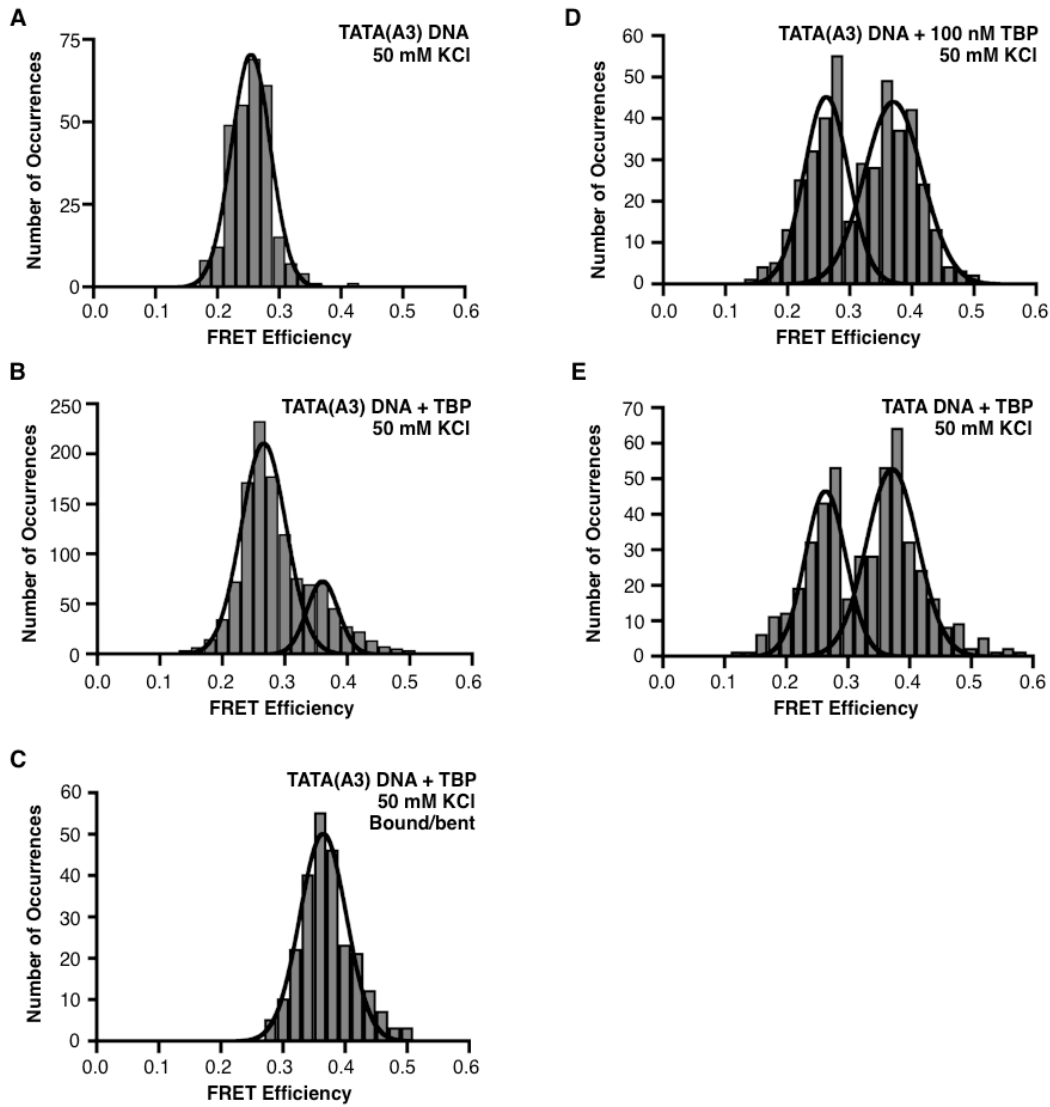 A
TATA(A3) DNA
50 mM KCl
Number of Occurrences
75
50
25
0
0.0 0.1 0.2 0.3 0.4 0.5 0.6
FRET Efficiency
B
TATA(A3) DNA + TBP
50 mM KCl
Number of Occurrences
250
200
150
100
50
0
0.0 0.1 0.2 0.3 0.4 0.5 0.6
FRET Efficiency
C
TATA(A3) DNA + TBP
50 mM KCl
Bound/bent
Number of Occurrences
60
50
40
30
20
10
0
0.0 0.1 0.2 0.3 0.4 0.5 0.6
FRET Efficiency
D
TATA(A3) DNA + 100 nM TBP
50 mM KCl
Number of Occurrences
60
50
40
30
20
10
0
0.0 0.1 0.2 0.3 0.4 0.5 0.6
FRET Efficiency
E
TATA DNA + TBP
50 mM KCl
Number of Occurrences
70
60
50
40
30
20
10
0
0.0 0.1 0.2 0.3 0.4 0.5 0.6
FRET Efficiency